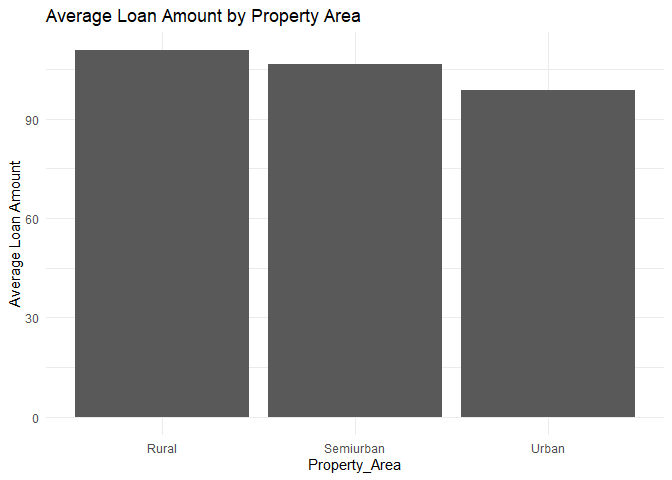 Average Loan Amount by Property Area
Average Loan Amount
90
60
30
0
Rural Semiurban Urban
Property_Area